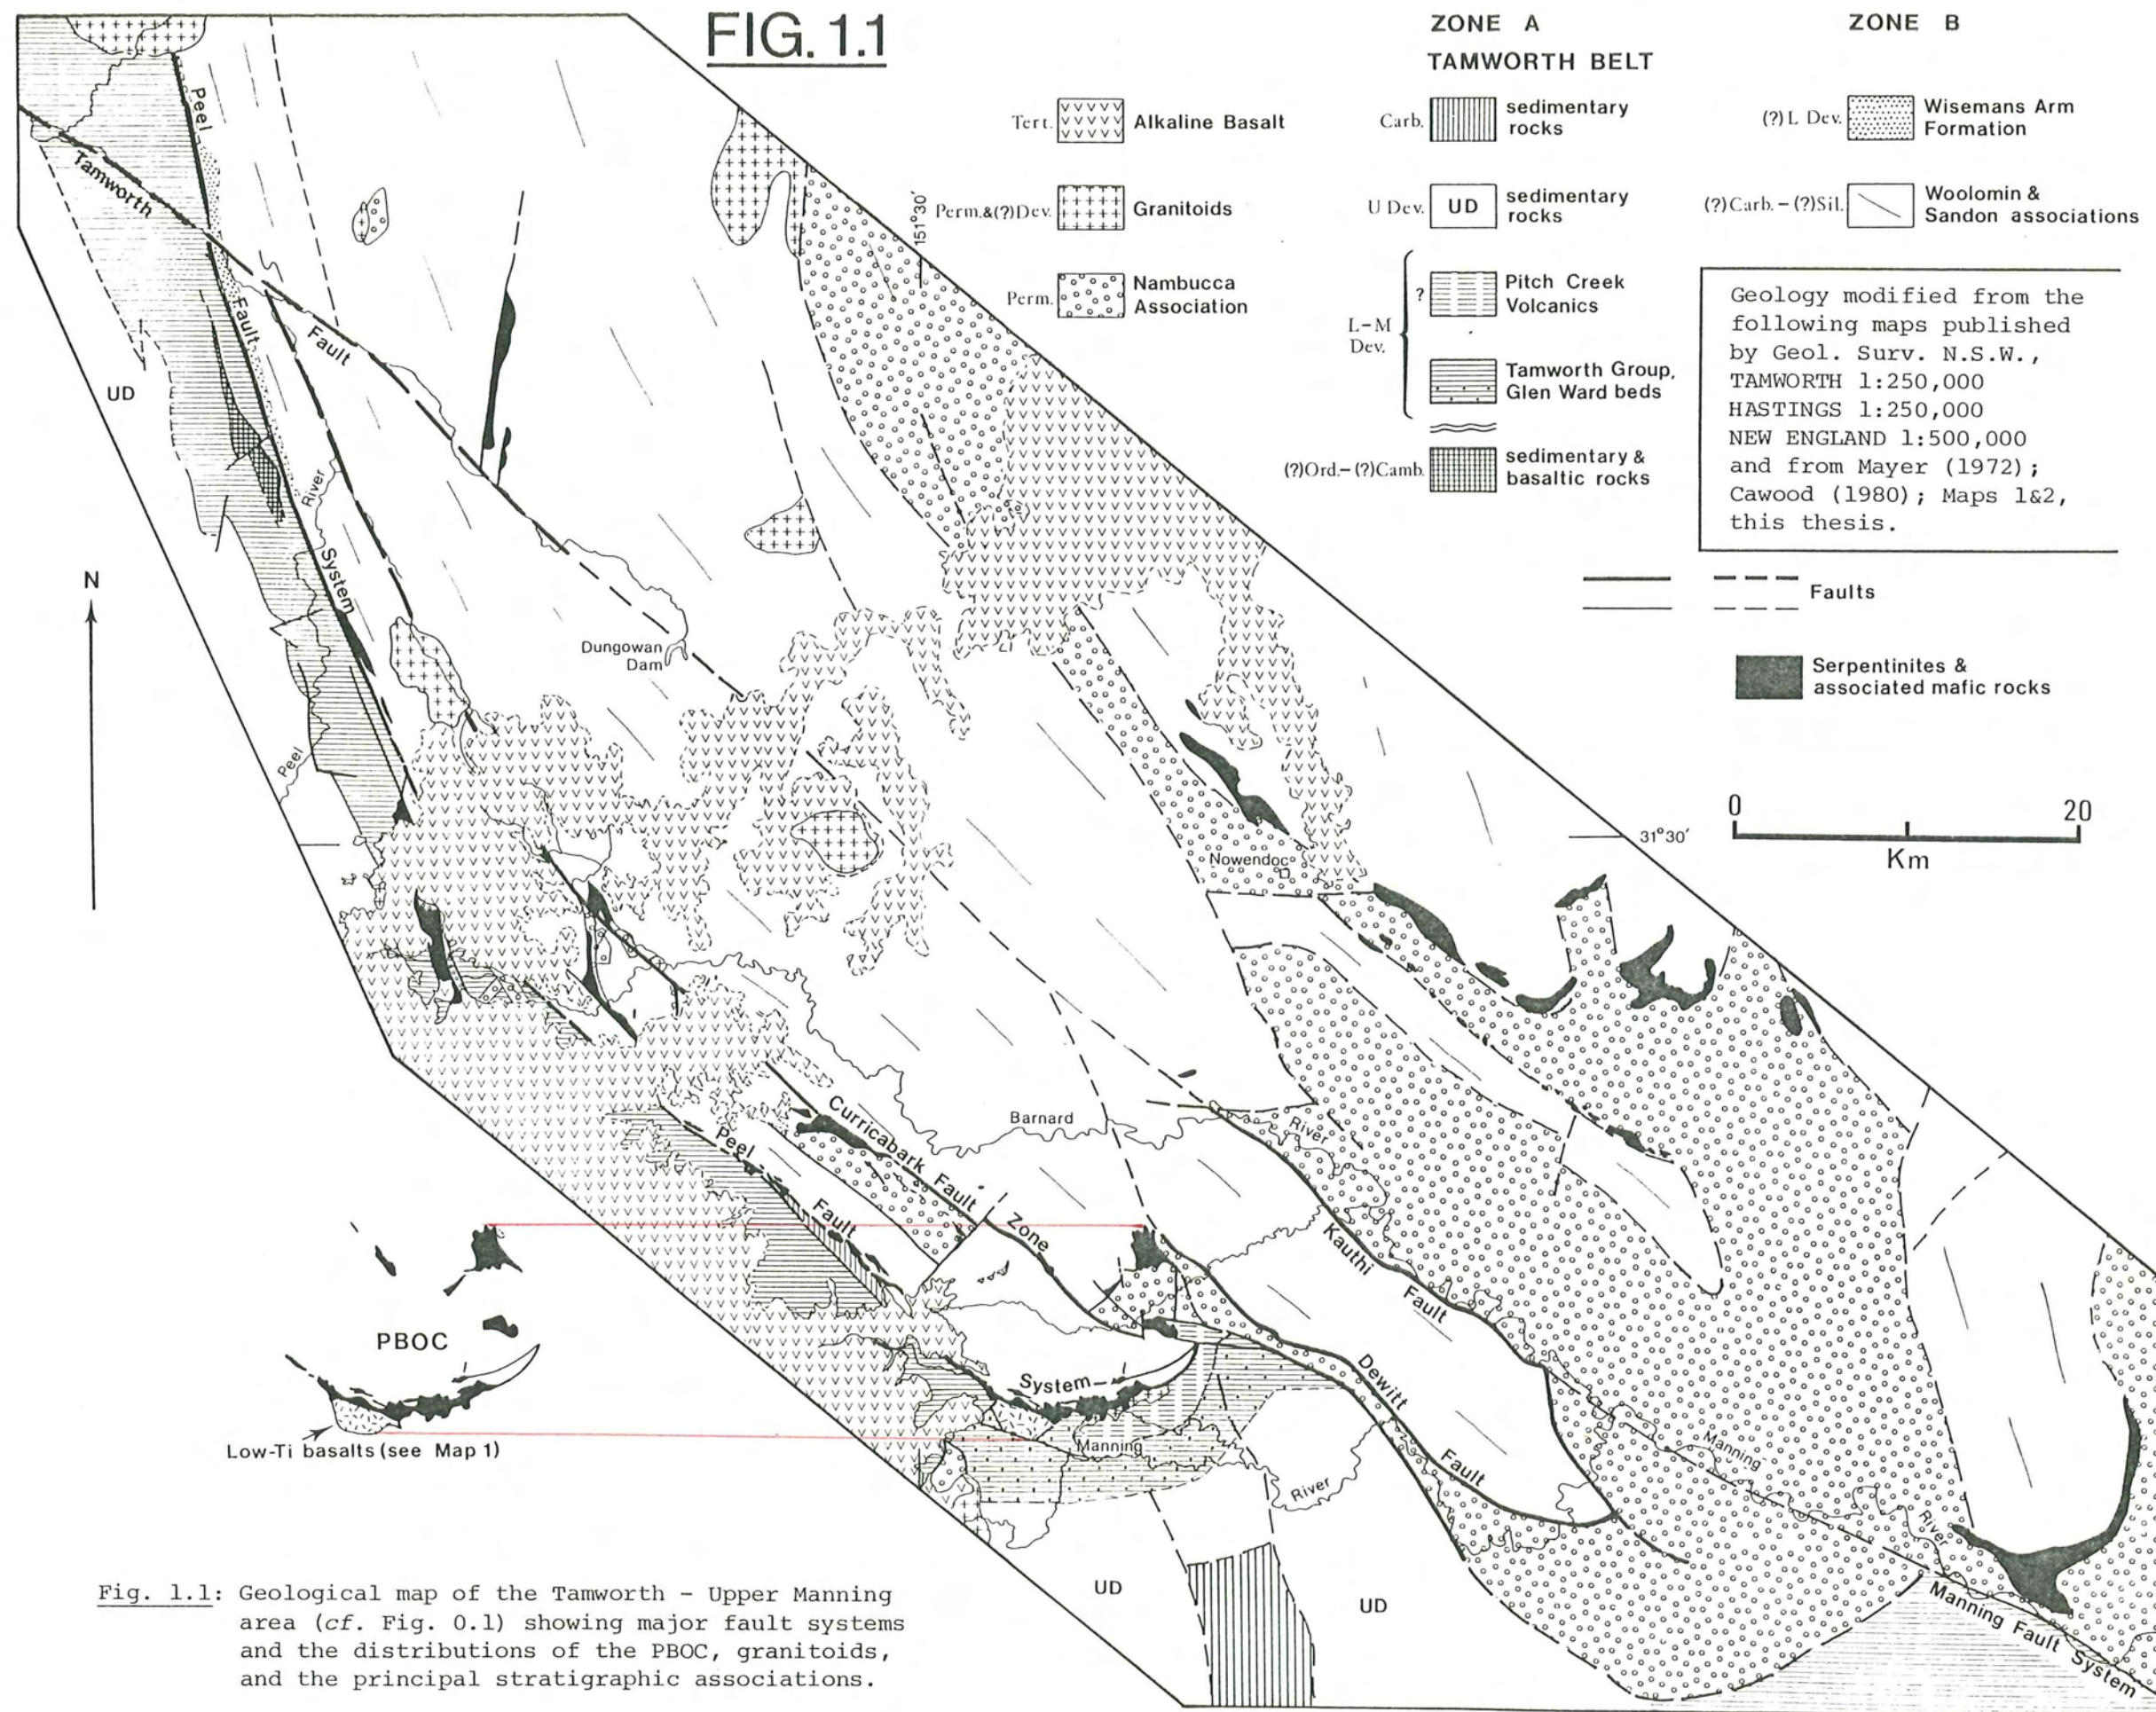 FIG. 1.1
ZONE A
TAMWORTH BELT
ZONE B
Tert.
Alkaline Basalt
Perm.&(?)Dev.
Granitoids
Perm.
Nambucca
Association
Carb.
sedimentary
rocks
U Dev.
UD
sedimentary
rocks
L-M
Dev.
?
Pitch Creek
Volcanics
Tamworth Group,
Glen Ward beds
(?)Ord.-(?)Camb.
sedimentary &
basaltic rocks
(?)L Dev.
Wisemans Arm
Formation
(?)Carb.-(?)Sil.
Woolomin &
Sandon associations
Geology modified from the
following maps published
by Geol. Surv. N.S.W.,
TAMWORTH 1:250,000
HASTINGS 1:250,000
NEW ENGLAND 1:500,000
and from Mayer (1972);
Cawood (1980); Maps 1&2,
this thesis.
Faults
Serpentinites &
associated mafic rocks
0
20
Km
151°30′
31°30′
N
Peel
Fault
System
Tamworth
Fault
UD
River
Peel
Dungowan
Dam
Nowendoc
Barnard
River
Curricabark Fault Zone
Peel
Fault
System
Kauthi
Fault
Dewitt
Fault
Manning
River
Manning
River
Manning Fault System
PBOC
Low-Ti basalts (see Map 1)
UD
UD
Fig. 1.1: Geological map of the Tamworth - Upper Manning
area (cf. Fig. 0.1) showing major fault systems
and the distributions of the PBOC, granitoids,
and the principal stratigraphic associations.